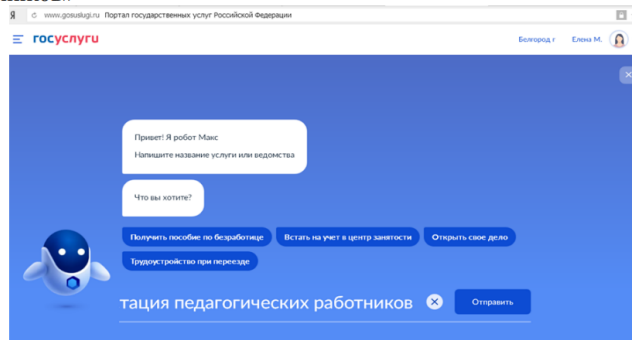 Я www.gosuslugi.ru Портал государственных услуг Российской Федерации
госуслуги Белгород г Елена М.
Привет! Я робот Макс
Напишите название услуги или ведомства
Что вы хотите?
Получить пособие по безработице Встать на учет в центр занятости Открыть свое дело
Трудоустройство при переезде
тация педагогических работников Отправить